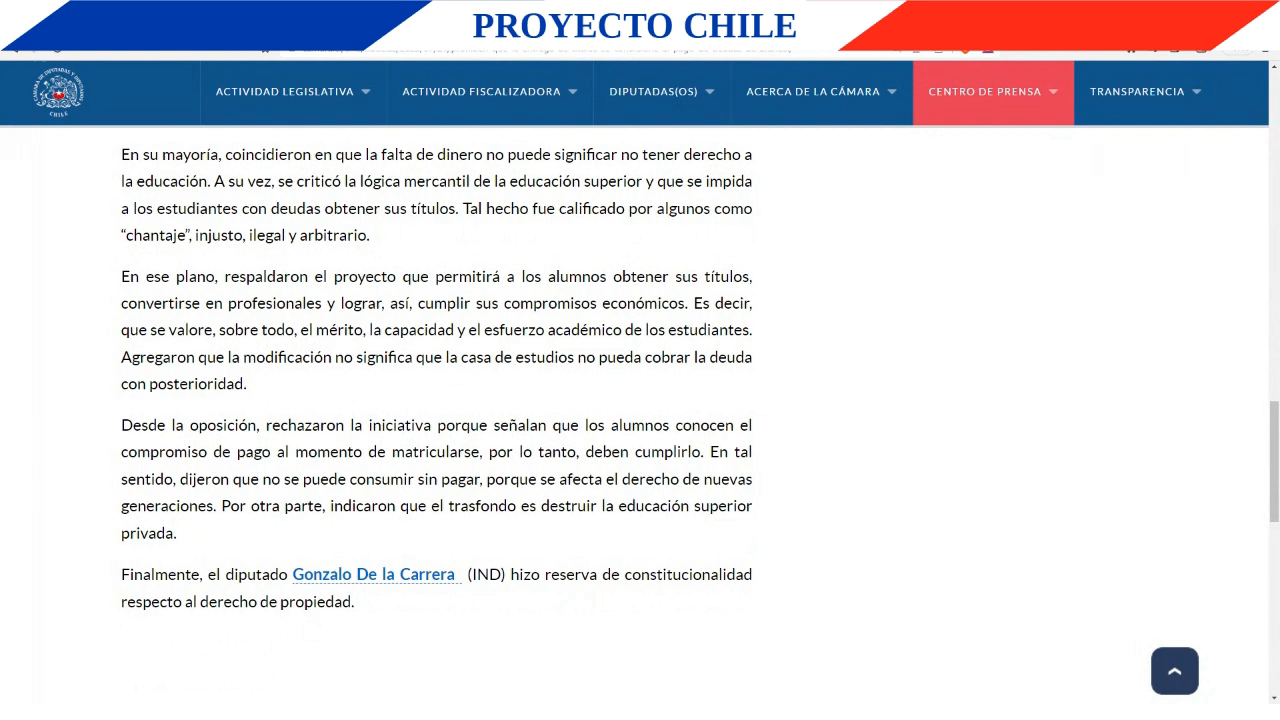 PROYECTO CHILE
CÁMARA DE DIPUTADAS Y DIPUTADOS
CHILE
ACTIVIDAD LEGISLATIVA
ACTIVIDAD FISCALIZADORA
DIPUTADAS(OS)
ACERCA DE LA CÁMARA
CENTRO DE PRENSA
TRANSPARENCIA
En su mayoría, coincidieron en que la falta de dinero no puede significar no tener derecho a
la educación. A su vez, se criticó la lógica mercantil de la educación superior y que se impida
a los estudiantes con deudas obtener sus títulos. Tal hecho fue calificado por algunos como
“chantaje”, injusto, ilegal y arbitrario.
En ese plano, respaldaron el proyecto que permitirá a los alumnos obtener sus títulos,
convertirse en profesionales y lograr, así, cumplir sus compromisos económicos. Es decir,
que se valore, sobre todo, el mérito, la capacidad y el esfuerzo académico de los estudiantes.
Agregaron que la modificación no significa que la casa de estudios no pueda cobrar la deuda
con posterioridad.
Desde la oposición, rechazaron la iniciativa porque señalan que los alumnos conocen el
compromiso de pago al momento de matricularse, por lo tanto, deben cumplirlo. En tal
sentido, dijeron que no se puede consumir sin pagar, porque se afecta el derecho de nuevas
generaciones. Por otra parte, indicaron que el trasfondo es destruir la educación superior
privada.
Finalmente, el diputado Gonzalo De la Carrera (IND) hizo reserva de constitucionalidad
respecto al derecho de propiedad.